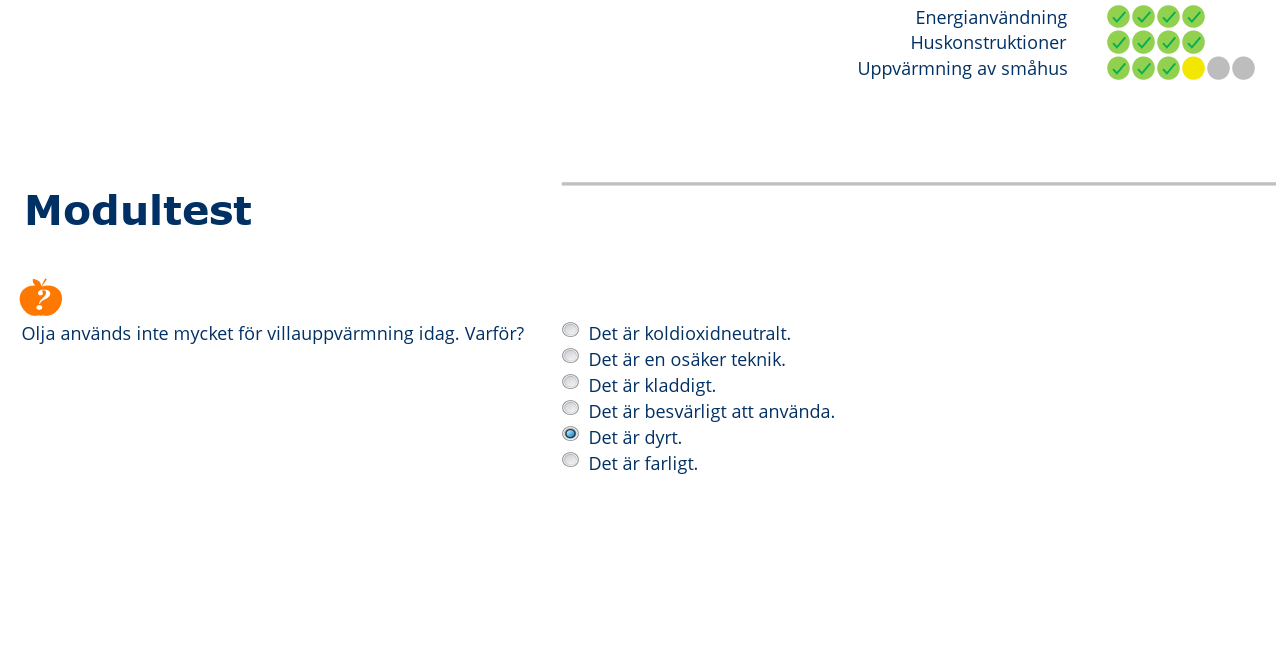 Energianvändning
Huskonstruktioner
Uppvärmning av småhus
Modultest
?
Olja används inte mycket för villauppvärmning idag. Varför?
Det är koldioxidneutralt.
Det är en osäker teknik.
Det är kladdigt.
Det är besvärligt att använda.
Det är dyrt.
Det är farligt.